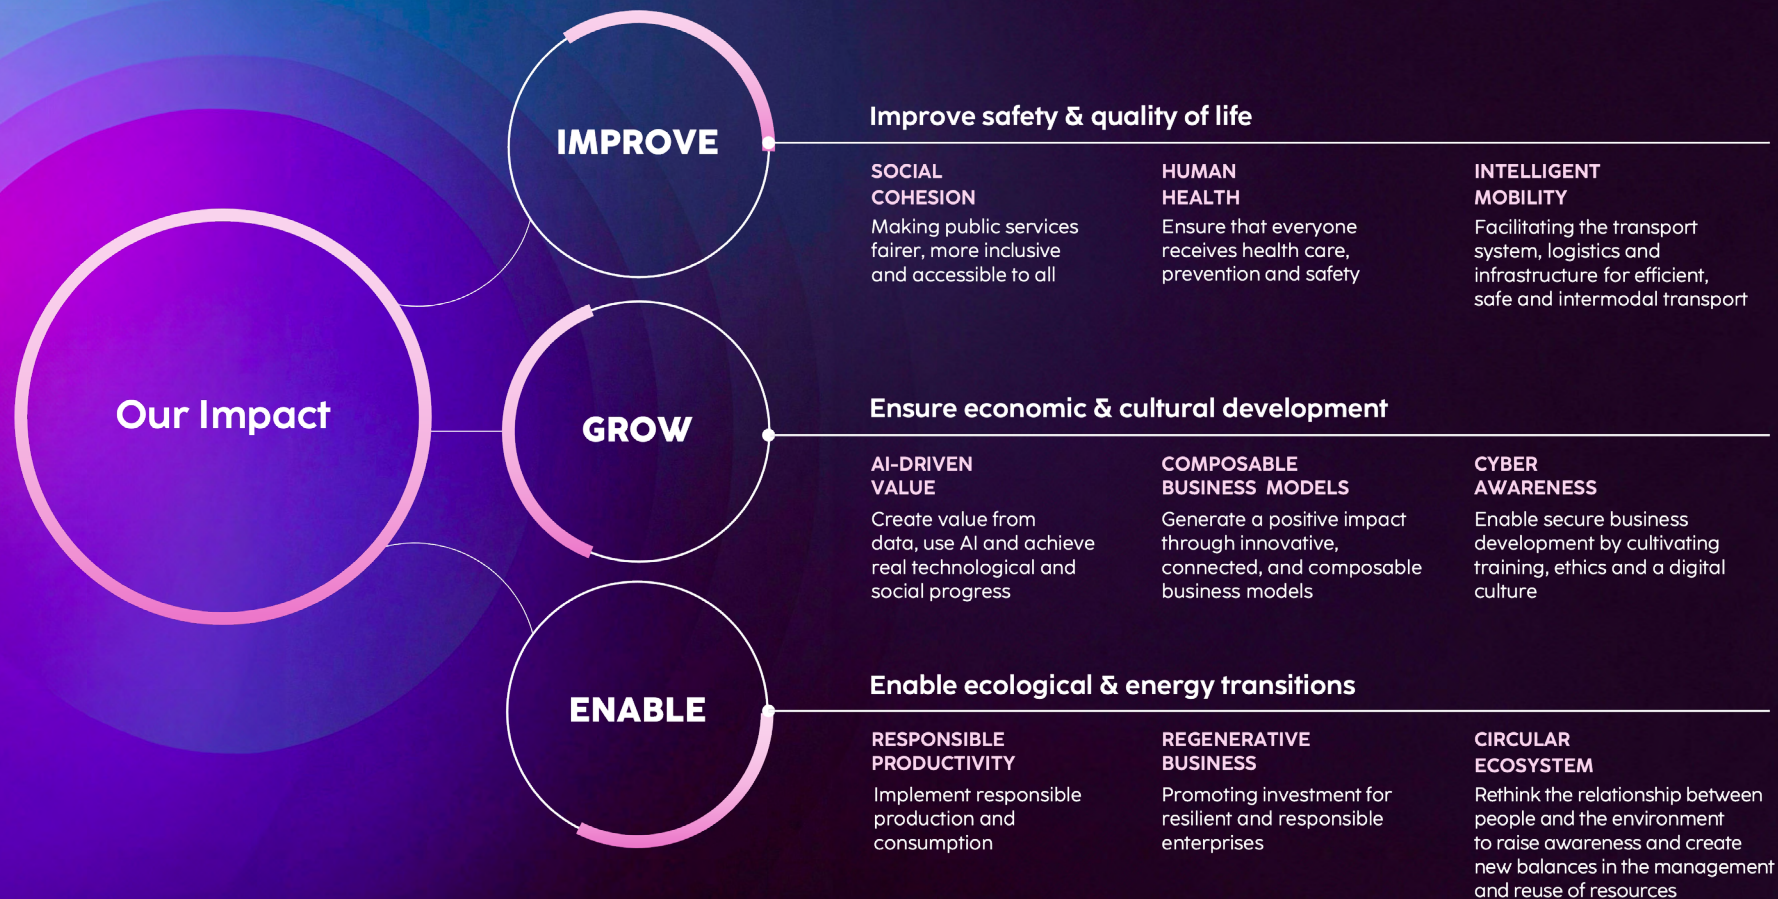 Our Impact
IMPROVE
Improve safety & quality of life
SOCIAL
COHESION
Making public services
fairer, more inclusive
and accessible to all
HUMAN
HEALTH
Ensure that everyone
receives health care,
prevention and safety
INTELLIGENT
MOBILITY
Facilitating the transport
system, logistics and
infrastructure for efficient,
safe and intermodal transport
GROW
Ensure economic & cultural development
AI-DRIVEN
VALUE
Create value from
data, use AI and achieve
real technological and
social progress
COMPOSABLE
BUSINESS MODELS
Generate a positive impact
through innovative,
connected, and composable
business models
CYBER
AWARENESS
Enable secure business
development by cultivating
training, ethics and a digital
culture
ENABLE
Enable ecological & energy transitions
RESPONSIBLE
PRODUCTIVITY
Implement responsible
production and
consumption
REGENERATIVE
BUSINESS
Promoting investment for
resilient and responsible
enterprises
CIRCULAR
ECOSYSTEM
Rethink the relationship between
people and the environment
to raise awareness and create
new balances in the management
and reuse of resources